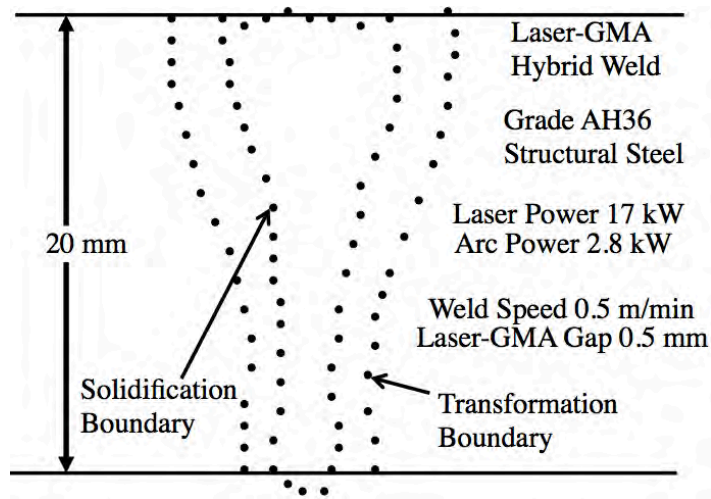 Laser-GMA
Hybrid Weld
Grade AH36
Structural Steel
Laser Power 17 kW
Arc Power 2.8 kW
20 mm
Weld Speed 0.5 m/min
Laser-GMA Gap 0.5 mm
Solidification
Boundary
Transformation
Boundary